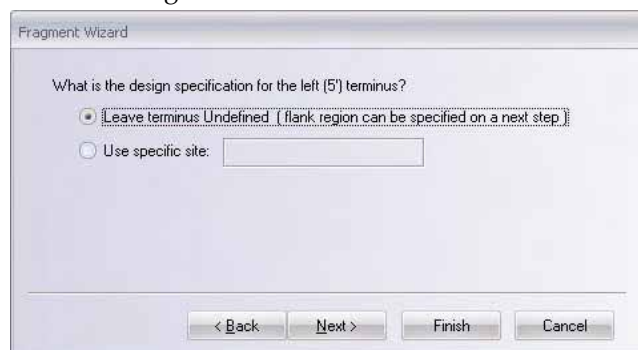 Fragment Wizard
What is the design specification for the left (5') terminus?
Leave terminus Undefined ( flank region can be specified on a next step )
Use specific site:
< Back Next > Finish Cancel